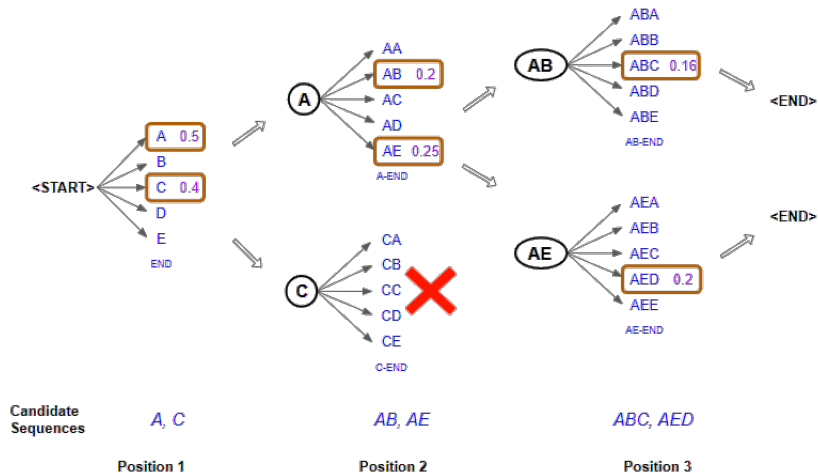 <START>
A 0.5
B
C 0.4
D
E
END
A
AA
AB 0.2
AC
AD
AE 0.25
A-END
C
CA
CB
CC
CD
CE
C-END
AB
ABA
ABB
ABC 0.16
ABD
ABE
AB-END
<END>
AE
AEA
AEB
AEC
AED 0.2
AEE
AE-END
<END>
Candidate
Sequences
A, C
AB, AE
ABC, AED
Position 1
Position 2
Position 3